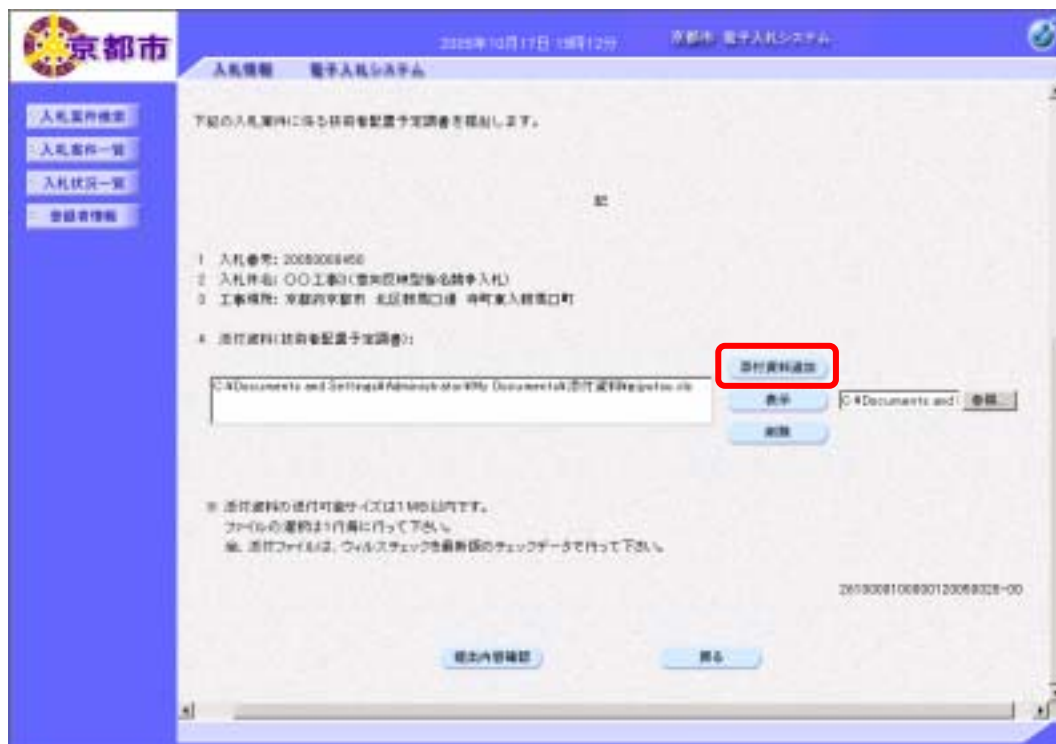 京都市
2005年10月17日 19時12分
京都市 電子入札システム
入札情報 電子入札システム
入札案件検索
入札案件一覧
入札状況一覧
登録者情報
下記の入札案件に係る技術者配置予定調書を提出します。
記
1 入札番号:
2 入札件名: 〇〇工事3(意向反映型指名競争入札)
3 工事場所: 京都府京都市 北区鞍馬口通 寺町東入鞍馬口町
4 添付資料(技術者配置予定調書):
添付資料追加
C:¥Documents and Settings¥Administrator¥My Documents¥添付資料¥gijyutsu.xls
表示
C:¥Documents and
参照...
削除
※ 添付資料の送付可能サイズは1MB以内です。
ファイルの選択は1行毎に行って下さい。
尚、添付ファイルは、ウィルスチェックを最新版のチェックデータで行って下さい。
提出内容確認
戻る